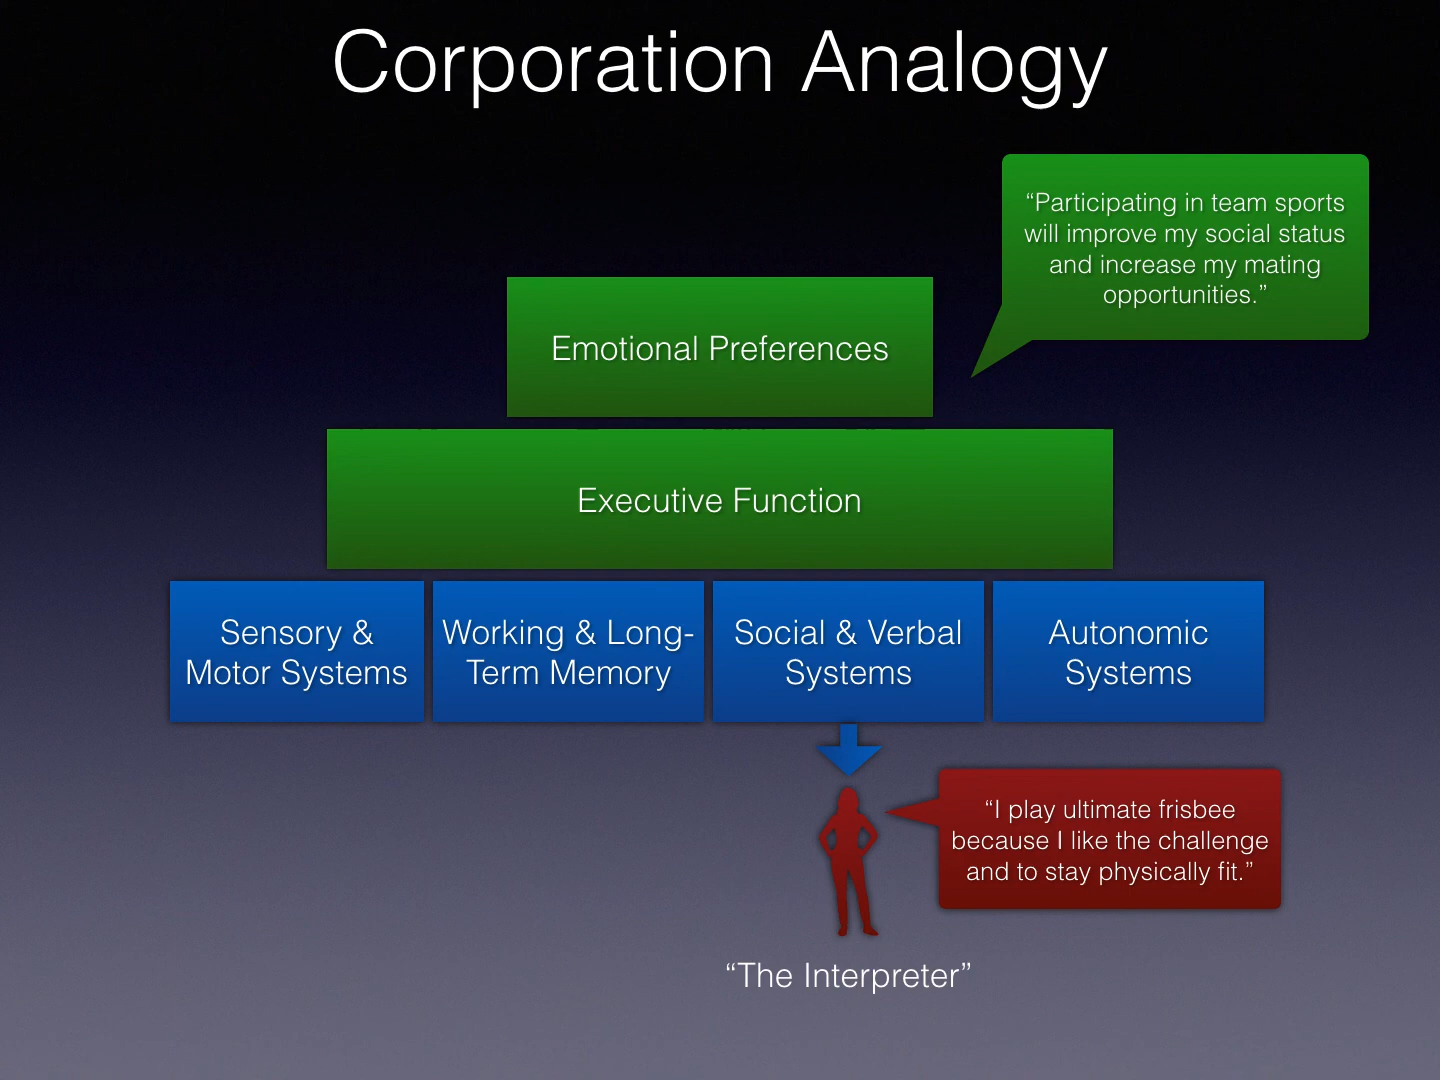 Corporation Analogy
“Participating in team sports
will improve my social status
and increase my mating
opportunities.”
Emotional Preferences
Executive Function
Sensory &
Motor Systems
Working & Long-
Term Memory
Social & Verbal
Systems
Autonomic
Systems
“I play ultimate frisbee
because I like the challenge
and to stay physically fit.”
“The Interpreter”